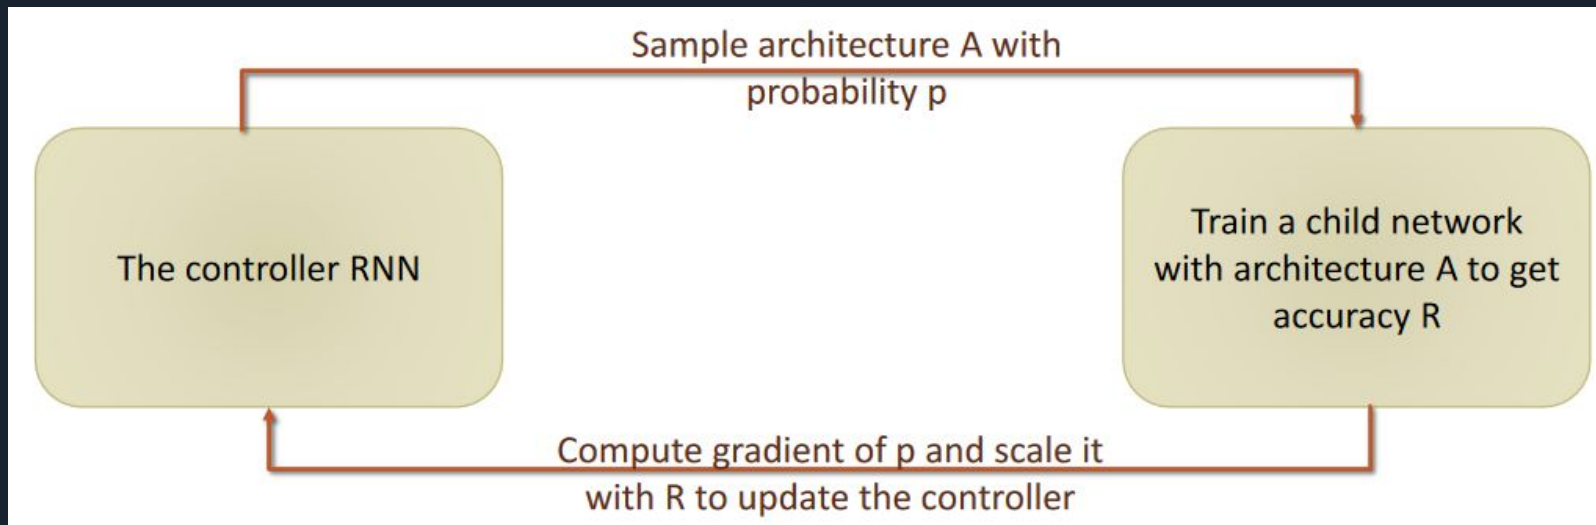 Sample architecture A with
probability p
The controller RNN
Train a child network
with architecture A to get
accuracy R
Compute gradient of p and scale it
with R to update the controller